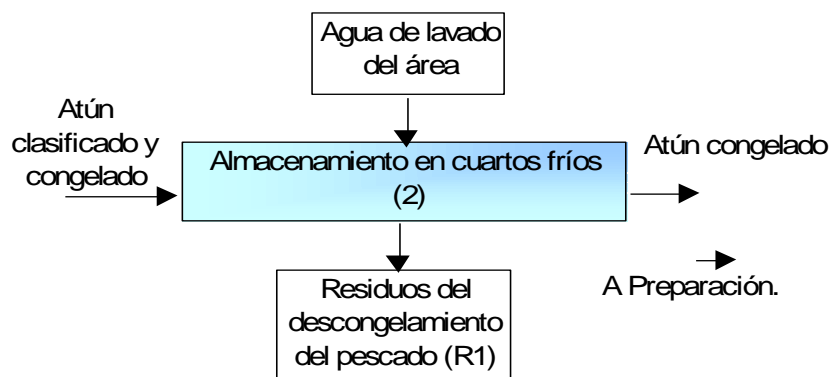 Agua de lavado
del área
Atún
clasificado y
congelado
Almacenamiento en cuartos fríos
(2)
Atún congelado
A Preparación.
Residuos del
descongelamiento
del pescado (R1)